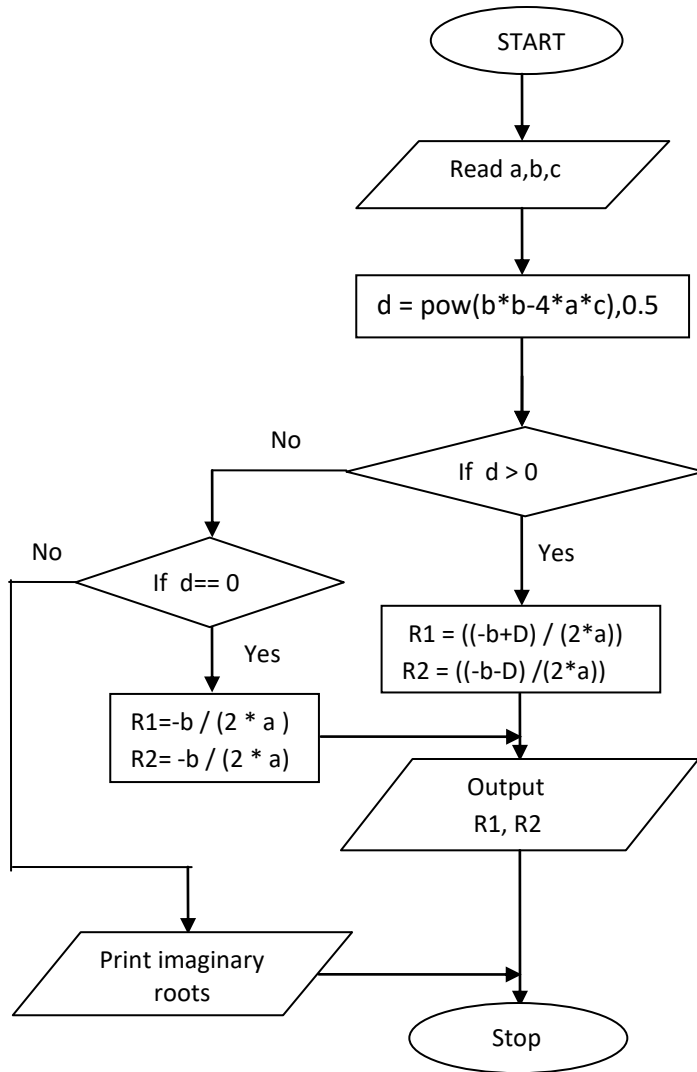 START
Read a,b,c
d = pow(b*b-4*a*c),0.5
If d > 0
No
Yes
If d== 0
No
Yes
R1 = ((-b+D) / (2*a))
R2 = ((-b-D) /(2*a))
R1=-b / (2 * a )
R2= -b / (2 * a)
Output
R1, R2
Print imaginary
roots
Stop